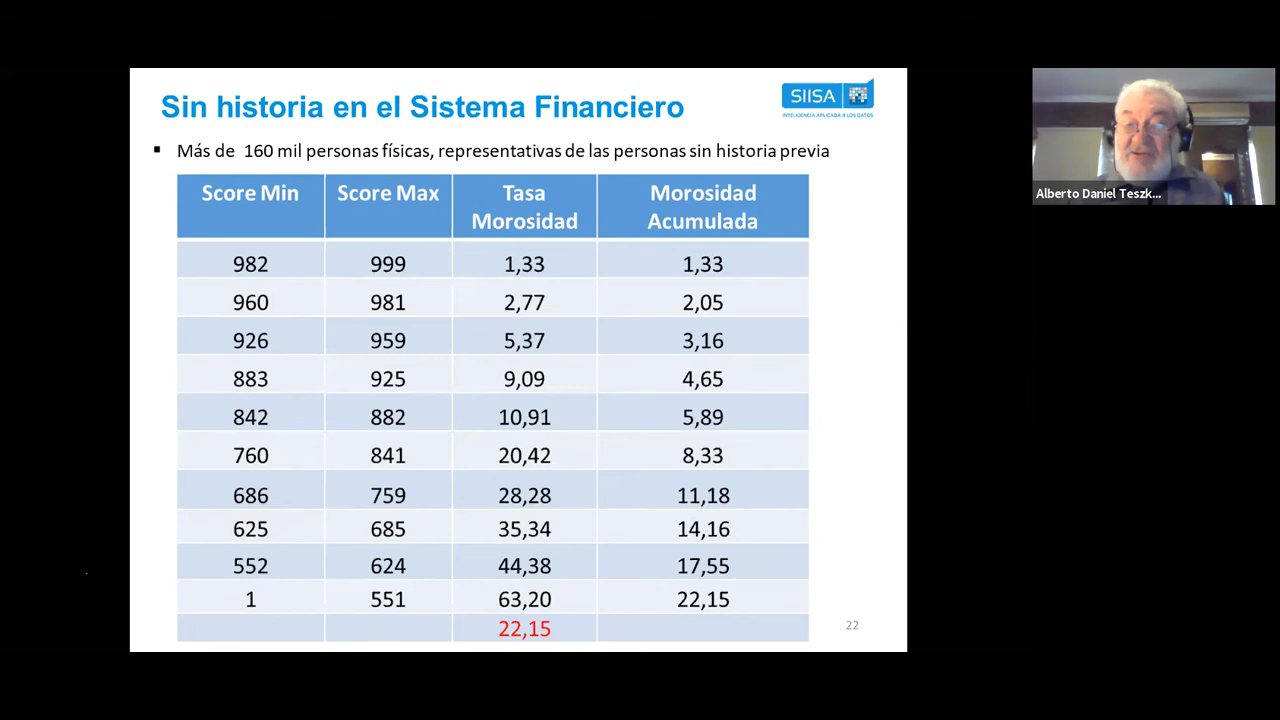 Sin historia en el Sistema Financiero
SIISA
INTELIGENCIA APLICADA A LOS DATOS
▪ Más de 160 mil personas físicas, representativas de las personas sin historia previa
Score Min Score Max Tasa Morosidad Morosidad Acumulada
982 999 1,33 1,33
960 981 2,77 2,05
926 959 5,37 3,16
883 925 9,09 4,65
842 882 10,91 5,89
760 841 20,42 8,33
686 759 28,28 11,18
625 685 35,34 14,16
552 624 44,38 17,55
1 551 63,20 22,15
22,15
22
Alberto Daniel Teszk...